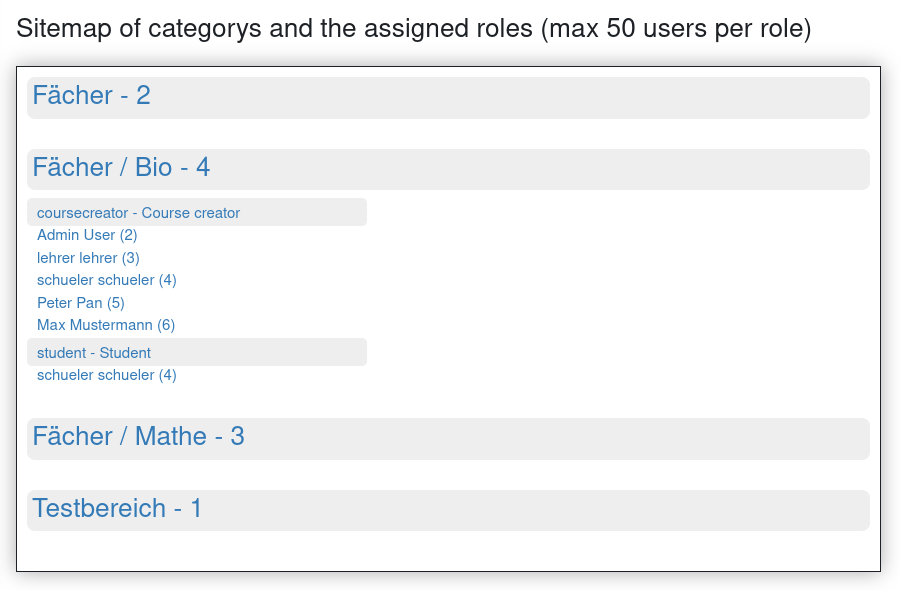 Sitemap of categorys and the assigned roles (max 50 users per role)
Fächer - 2
Fächer / Bio - 4
coursecreator - Course creator
Admin User (2)
lehrer lehrer (3)
schueler schueler (4)
Peter Pan (5)
Max Mustermann (6)
student - Student
schueler schueler (4)
Fächer / Mathe - 3
Testbereich - 1